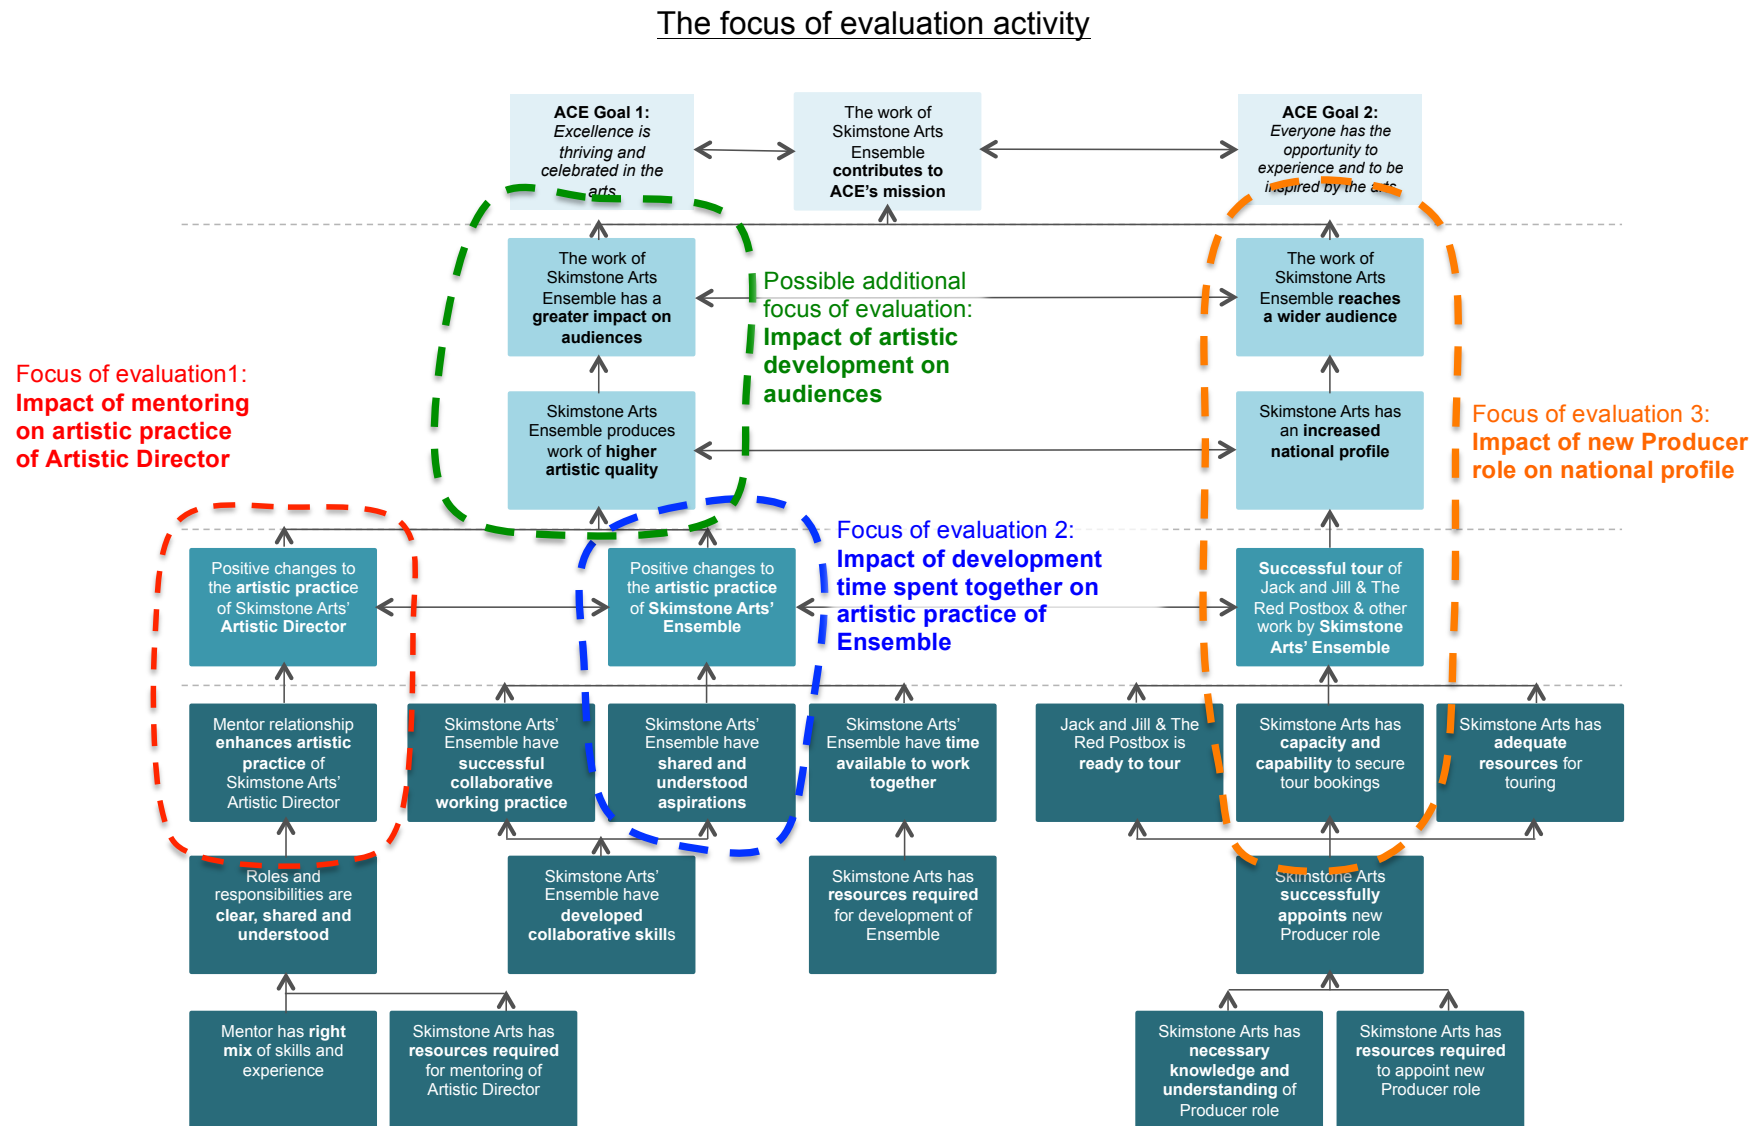 The focus of evaluation activity
ACE Goal 1:
Excellence is
thriving and
celebrated in the
arts
The work of
Skimstone Arts
Ensemble
contributes to
ACE's mission
ACE Goal 2:
Everyone has the
opportunity to
experience and to be
inspired by the arts
The work of
Skimstone Arts
Ensemble has a
greater impact on
audiences
Possible additional
focus of evaluation:
Impact of artistic
development on
audiences
The work of
Skimstone Arts
Ensemble reaches
a wider audience
Focus of evaluation1:
Impact of mentoring
on artistic practice
of Artistic Director
Skimstone Arts
Ensemble produces
work of higher
artistic quality
Skimstone Arts has
an increased
national profile
Focus of evaluation 3:
Impact of new Producer
role on national profile
Positive changes to
the artistic practice
of Skimstone Arts'
Artistic Director
Positive changes to
the artistic practice
of Skimstone Arts'
Ensemble
Focus of evaluation 2:
Impact of development
time spent together on
artistic practice of
Ensemble
Successful tour of
Jack and Jill & The
Red Postbox & other
work by Skimstone
Arts' Ensemble
Mentor relationship
enhances artistic
practice of
Skimstone Arts'
Artistic Director
Skimstone Arts'
Ensemble have
successful
collaborative
working practice
Skimstone Arts'
Ensemble have
shared and
understood
aspirations
Skimstone Arts'
Ensemble have time
available to work
together
Jack and Jill & The
Red Postbox is
ready to tour
Skimstone Arts has
capacity and
capability to secure
tour bookings
Skimstone Arts has
adequate
resources for
touring
Roles and
responsibilities are
clear, shared and
understood
Skimstone Arts'
Ensemble have
developed
collaborative skills
Skimstone Arts has
resources required
for development of
Ensemble
Skimstone Arts
successfully
appoints new
Producer role
Mentor has right
mix of skills and
experience
Skimstone Arts has
resources required
for mentoring of
Artistic Director
Skimstone Arts has
necessary
knowledge and
understanding of
Producer role
Skimstone Arts has
resources required
to appoint new
Producer role